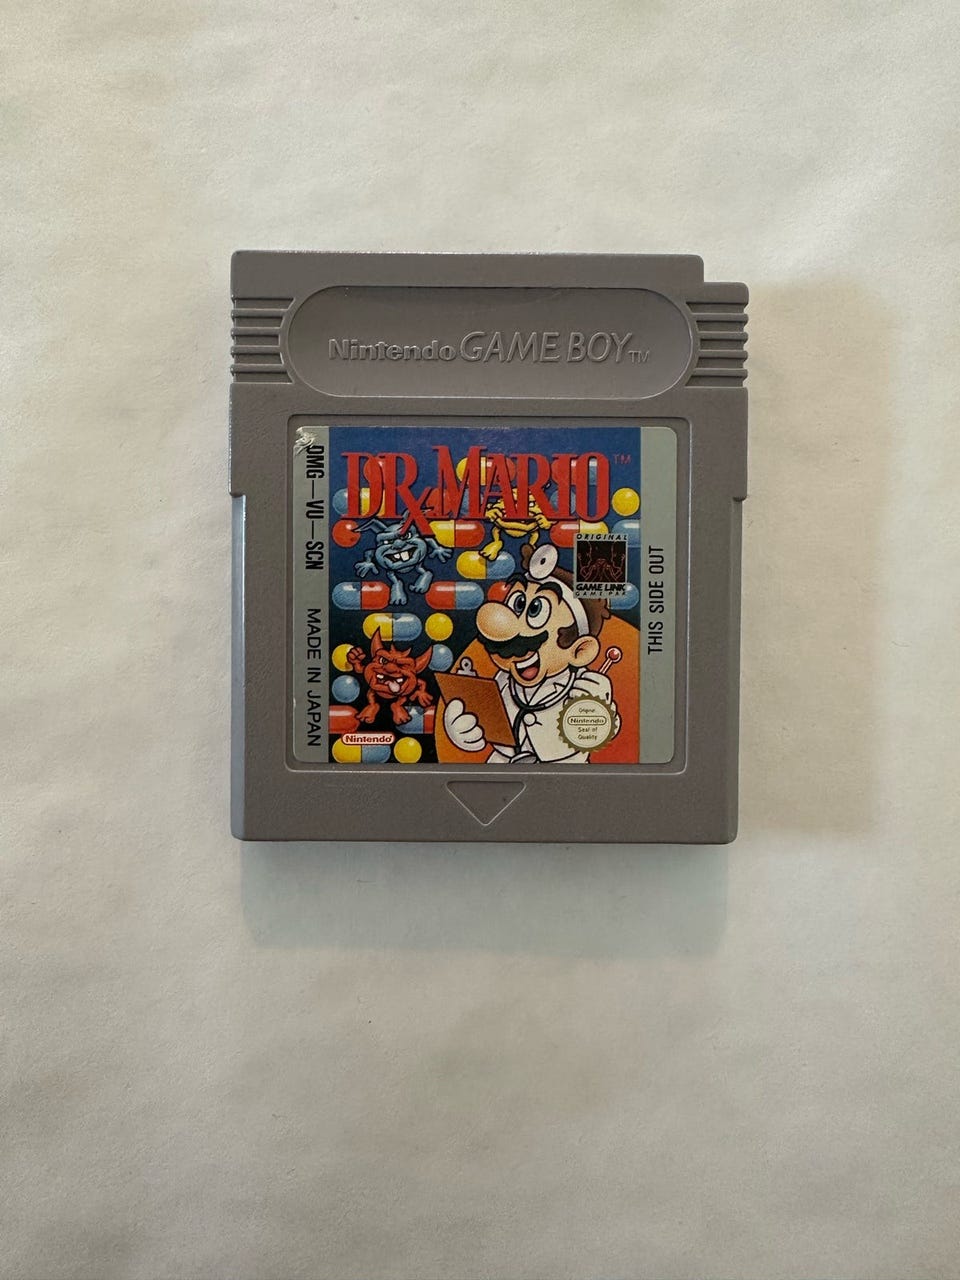 Nintendo GAME BOY TM
DMG-VU-SCN
MADE IN JAPAN
DR. MARIO TM
ORIGINAL
GAME LINK
GAME PAK
THIS SIDE OUT
Nintendo
Original
Nintendo
Seal of
Quality